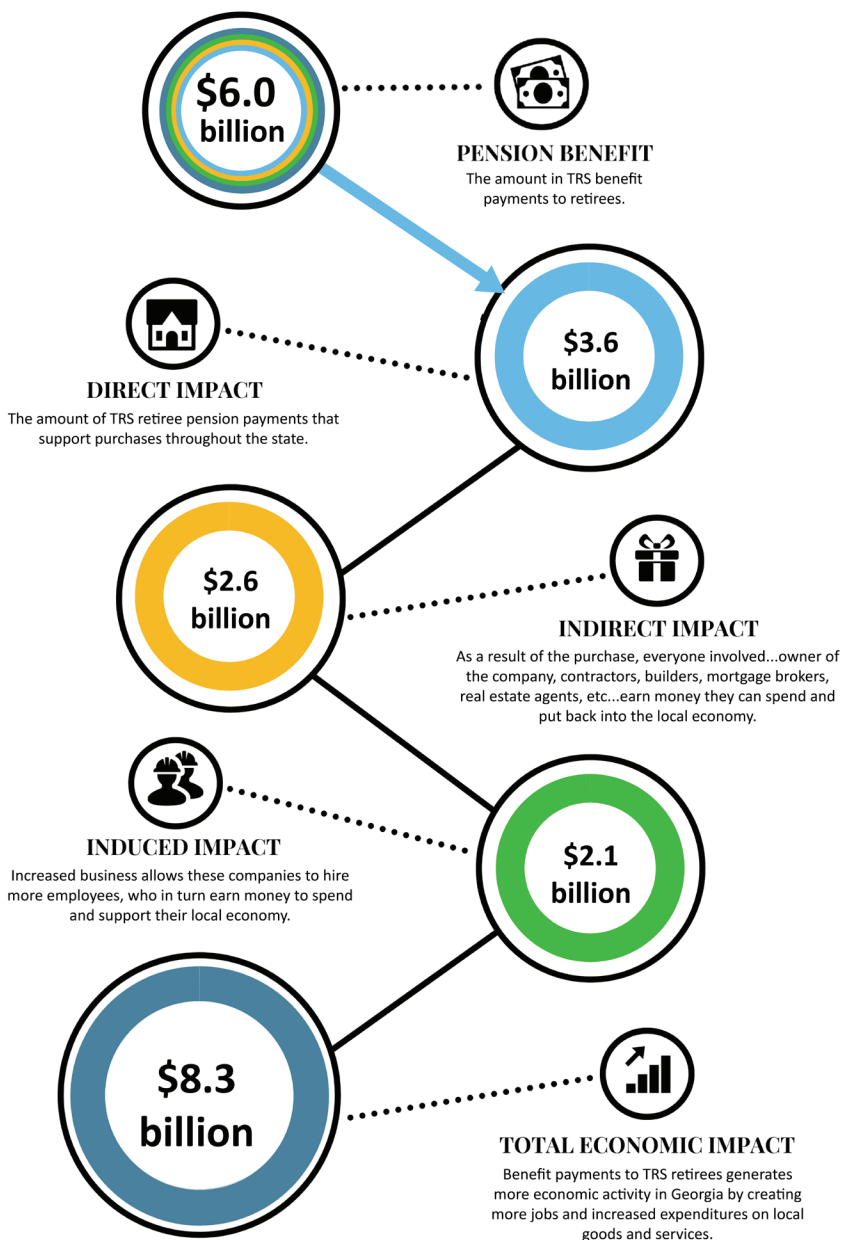 $6.0
billion
PENSION BENEFIT
The amount in TRS benefit
payments to retirees.
$3.6
billion
DIRECT IMPACT
The amount of TRS retiree pension payments that
support purchases throughout the state.
$2.6
billion
INDIRECT IMPACT
As a result of the purchase, everyone involved...owner of
the company, contractors, builders, mortgage brokers,
real estate agents, etc...earn money they can spend and
put back into the local economy.
INDUCED IMPACT
Increased business allows these companies to hire
more employees, who in turn earn money to spend
and support their local economy.
$2.1
billion
$8.3
billion
TOTAL ECONOMIC IMPACT
Benefit payments to TRS retirees generates
more economic activity in Georgia by creating
more jobs and increased expenditures on local
goods and services.